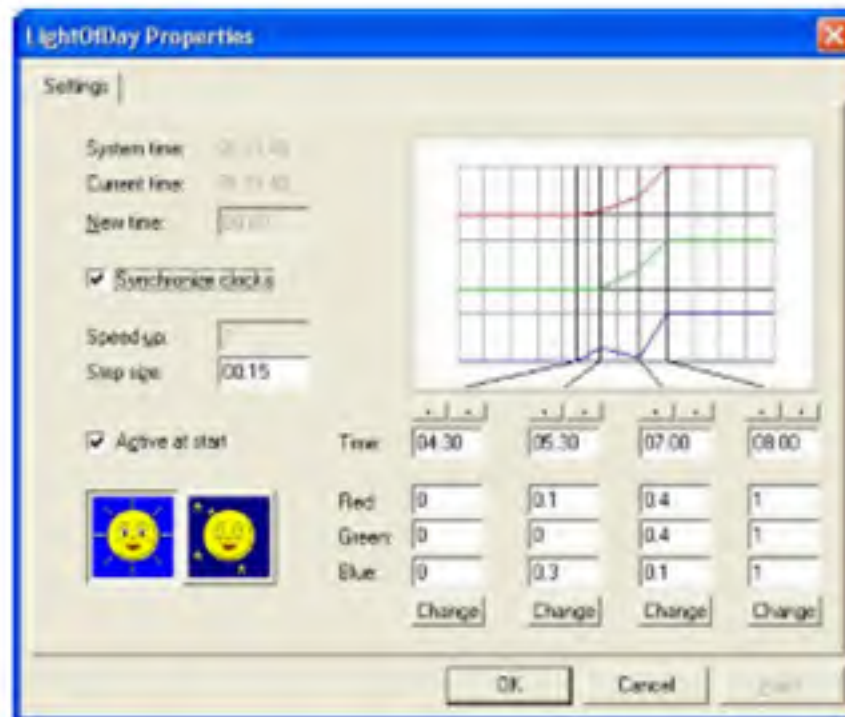 LightOfDay Properties
Settings
System time:
Current time:
New time: 00:00
Synchronize clocks
Speed up:
Step size: 00:15
Active at start
Time: 04:30 05:30 07:00 08:00
Red: 0 0.1 0.4 1
Green: 0 0 0.4 1
Blue: 0 0.3 0.1 1
Change Change Change Change
OK Cancel